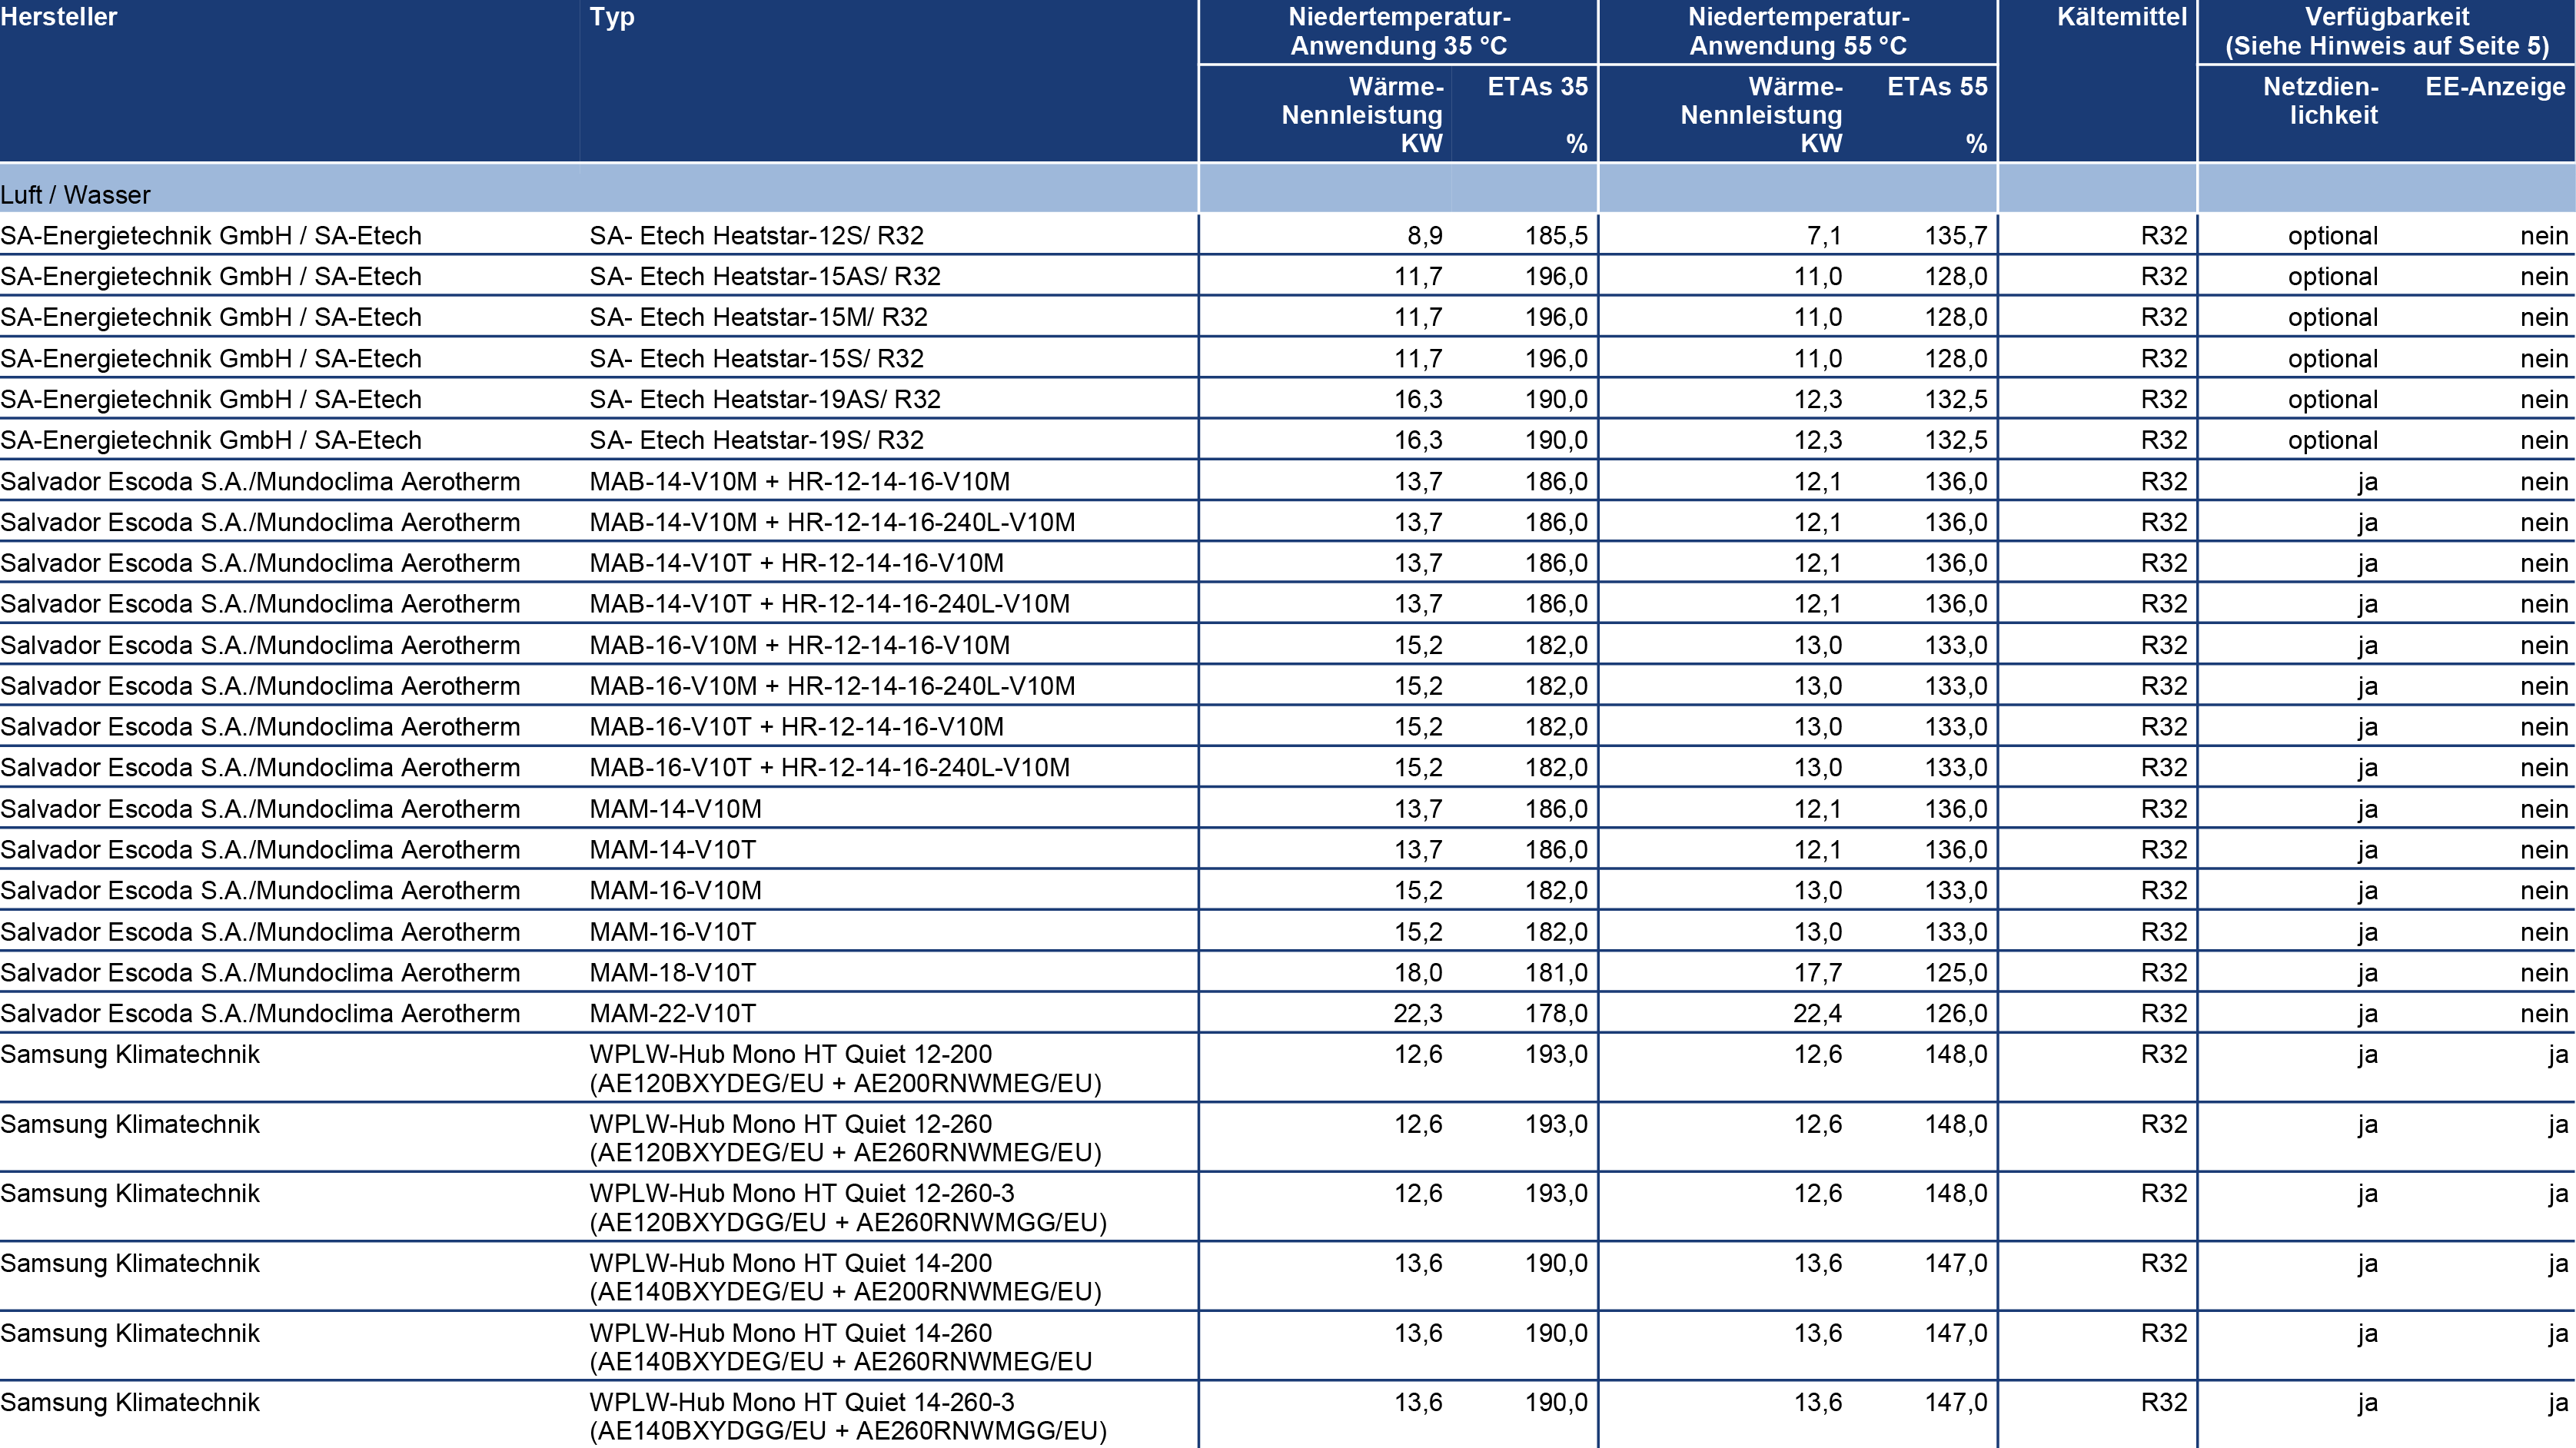 Hersteller Typ Niedertemperatur- Niedertemperatur- Kältemittel Verfügbarkeit
Anwendung 35 °C Anwendung 55 °C (Siehe Hinweis auf Seite 5)
Wärme- ETAs 35 Wärme- ETAs 55 Netzdien- EE-Anzeige
Nennleistung Nennleistung lichkeit
KW % KW %
Luft / Wasser
SA-Energietechnik GmbH / SA-Etech SA- Etech Heatstar-12S/ R32 8,9 185,5 7,1 135,7 R32 optional nein
SA-Energietechnik GmbH / SA-Etech SA- Etech Heatstar-15AS/ R32 11,7 196,0 11,0 128,0 R32 optional nein
SA-Energietechnik GmbH / SA-Etech SA- Etech Heatstar-15M/ R32 11,7 196,0 11,0 128,0 R32 optional nein
SA-Energietechnik GmbH / SA-Etech SA- Etech Heatstar-15S/ R32 11,7 196,0 11,0 128,0 R32 optional nein
SA-Energietechnik GmbH / SA-Etech SA- Etech Heatstar-19AS/ R32 16,3 190,0 12,3 132,5 R32 optional nein
SA-Energietechnik GmbH / SA-Etech SA- Etech Heatstar-19S/ R32 16,3 190,0 12,3 132,5 R32 optional nein
Salvador Escoda S.A./Mundoclima Aerotherm MAB-14-V10M + HR-12-14-16-V10M 13,7 186,0 12,1 136,0 R32 ja nein
Salvador Escoda S.A./Mundoclima Aerotherm MAB-14-V10M + HR-12-14-16-240L-V10M 13,7 186,0 12,1 136,0 R32 ja nein
Salvador Escoda S.A./Mundoclima Aerotherm MAB-14-V10T + HR-12-14-16-V10M 13,7 186,0 12,1 136,0 R32 ja nein
Salvador Escoda S.A./Mundoclima Aerotherm MAB-14-V10T + HR-12-14-16-240L-V10M 13,7 186,0 12,1 136,0 R32 ja nein
Salvador Escoda S.A./Mundoclima Aerotherm MAB-16-V10M + HR-12-14-16-V10M 15,2 182,0 13,0 133,0 R32 ja nein
Salvador Escoda S.A./Mundoclima Aerotherm MAB-16-V10M + HR-12-14-16-240L-V10M 15,2 182,0 13,0 133,0 R32 ja nein
Salvador Escoda S.A./Mundoclima Aerotherm MAB-16-V10T + HR-12-14-16-V10M 15,2 182,0 13,0 133,0 R32 ja nein
Salvador Escoda S.A./Mundoclima Aerotherm MAB-16-V10T + HR-12-14-16-240L-V10M 15,2 182,0 13,0 133,0 R32 ja nein
Salvador Escoda S.A./Mundoclima Aerotherm MAM-14-V10M 13,7 186,0 12,1 136,0 R32 ja nein
Salvador Escoda S.A./Mundoclima Aerotherm MAM-14-V10T 13,7 186,0 12,1 136,0 R32 ja nein
Salvador Escoda S.A./Mundoclima Aerotherm MAM-16-V10M 15,2 182,0 13,0 133,0 R32 ja nein
Salvador Escoda S.A./Mundoclima Aerotherm MAM-16-V10T 15,2 182,0 13,0 133,0 R32 ja nein
Salvador Escoda S.A./Mundoclima Aerotherm MAM-18-V10T 18,0 181,0 17,7 125,0 R32 ja nein
Salvador Escoda S.A./Mundoclima Aerotherm MAM-22-V10T 22,3 178,0 22,4 126,0 R32 ja nein
Samsung Klimatechnik WPLW-Hub Mono HT Quiet 12-200 12,6 193,0 12,6 148,0 R32 ja ja
(AE120BXYDEG/EU + AE200RNWMEG/EU)
Samsung Klimatechnik WPLW-Hub Mono HT Quiet 12-260 12,6 193,0 12,6 148,0 R32 ja ja
(AE120BXYDEG/EU + AE260RNWMEG/EU)
Samsung Klimatechnik WPLW-Hub Mono HT Quiet 12-260-3 12,6 193,0 12,6 148,0 R32 ja ja
(AE120BXYDGG/EU + AE260RNWMGG/EU)
Samsung Klimatechnik WPLW-Hub Mono HT Quiet 14-200 13,6 190,0 13,6 147,0 R32 ja ja
(AE140BXYDEG/EU + AE200RNWMEG/EU)
Samsung Klimatechnik WPLW-Hub Mono HT Quiet 14-260 13,6 190,0 13,6 147,0 R32 ja ja
(AE140BXYDEG/EU + AE260RNWMEG/EU
Samsung Klimatechnik WPLW-Hub Mono HT Quiet 14-260-3 13,6 190,0 13,6 147,0 R32 ja ja
(AE140BXYDGG/EU + AE260RNWMGG/EU)